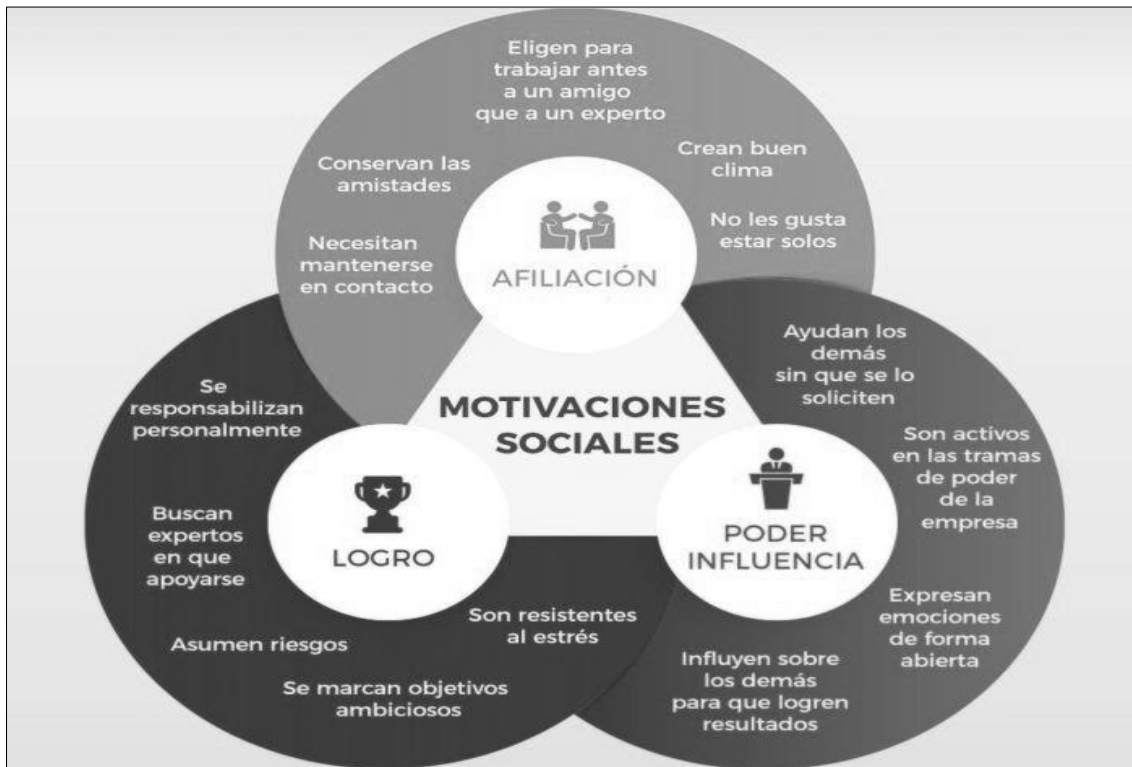 Eligen para
trabajar antes
a un amigo
que a un experto
Conservan las
amistades
Crean buen
clima
Necesitan
mantenerse
en contacto
No les gusta
estar solos
AFILIACIÓN
MOTIVACIONES
SOCIALES
Se
responsabilizan
personalmente
Buscan
expertos
en que
apoyarse
LOGRO
Asumen riesgos
Son resistentes
al estrés
Se marcan objetivos
ambiciosos
Ayudan los
demás
sin que se lo
soliciten
Son activos
en las tramas
de poder
de la
empresa
PODER
INFLUENCIA
Expresan
emociones
de forma
abierta
Influyen sobre
los demás
para que logren
resultados